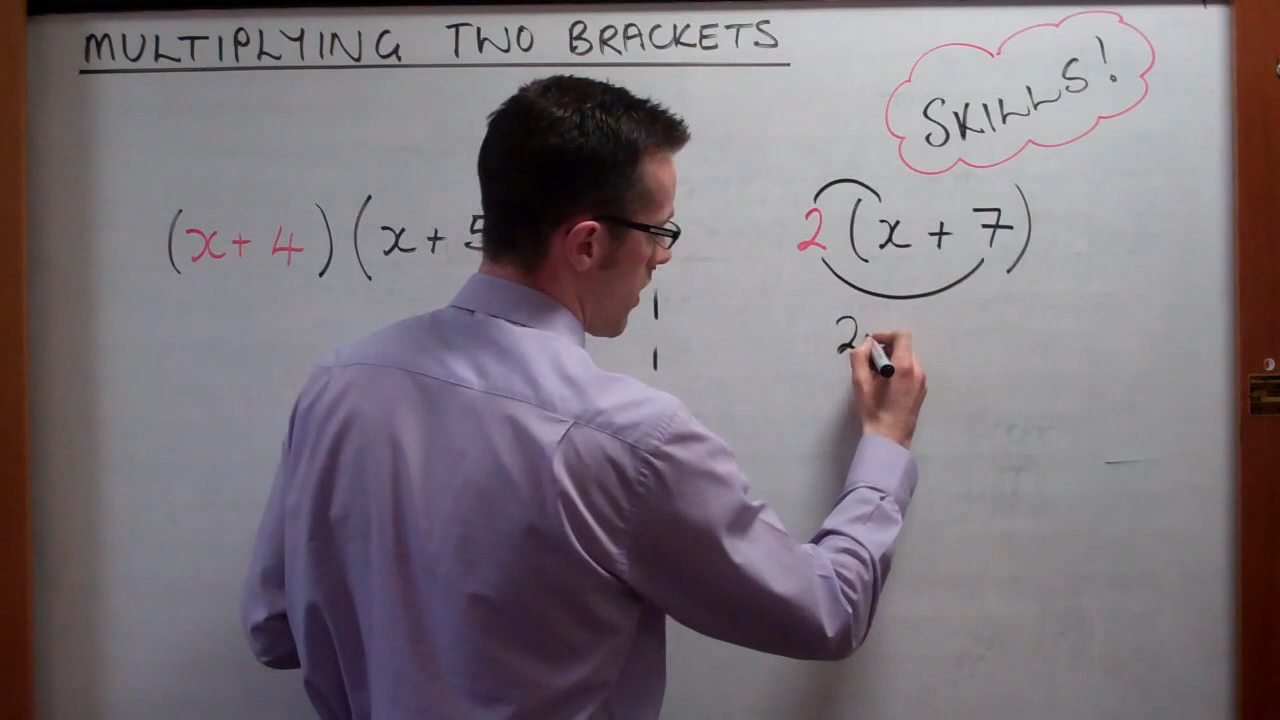 MULTIPLYING TWO BRACKETS
SKILLS!
(x + 4) (x + 5
2 (x + 7)
2